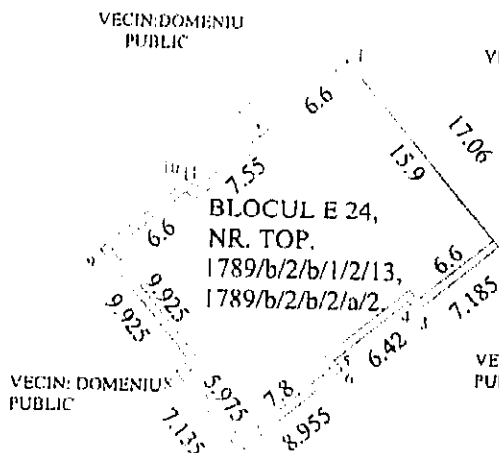 VECIN:DOMENIU
PUBLIC
6.6
17.06
15.9
7.55
BLOCUL E 24,
NR. TOP.
1789/b/2/b/1/2/13,
1789/b/2/b/2/a/2
6.6
9.925
9.925
6.6
7.185
6.42
VECIN: DOMENIU
PUBLIC
5.975
7.135
7.8
8.955